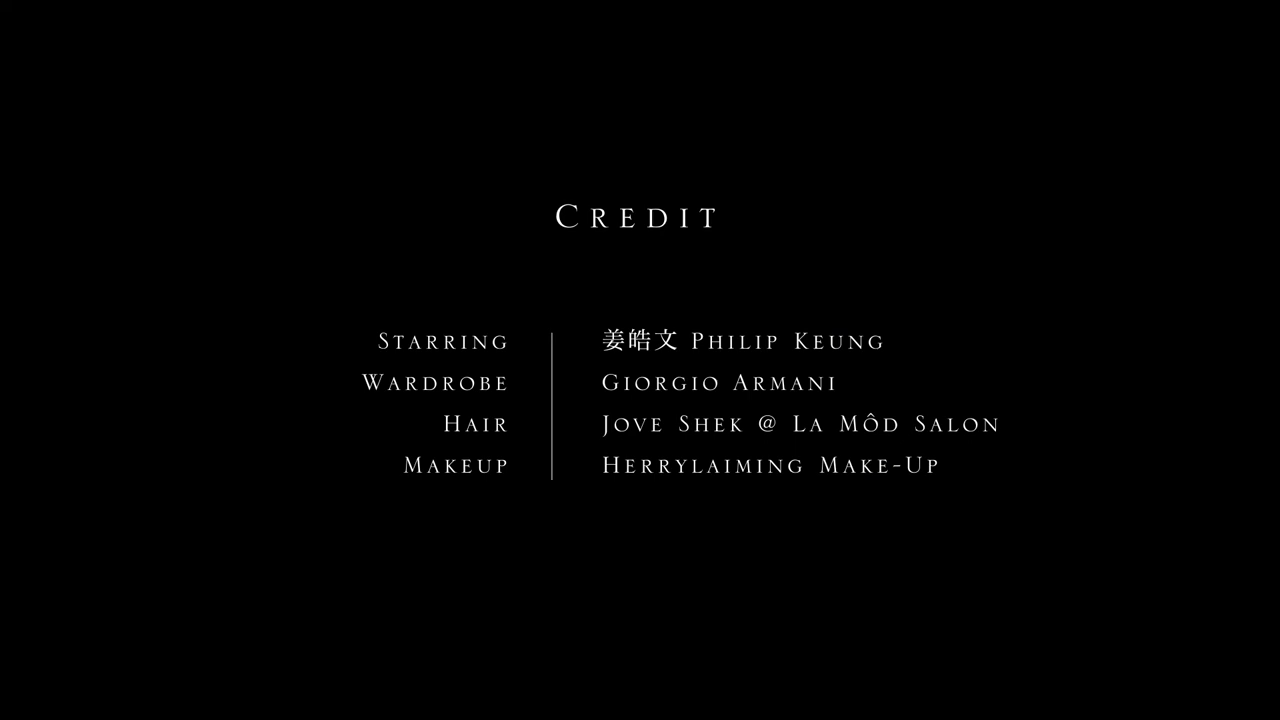 CREDIT
STARRING 姜皓文 PHILIP KEUNG
WARDROBE GIORGIO ARMANI
HAIR JOVE SHEK @ LA MÔD SALON
MAKEUP HERRYLAIMING MAKE-UP